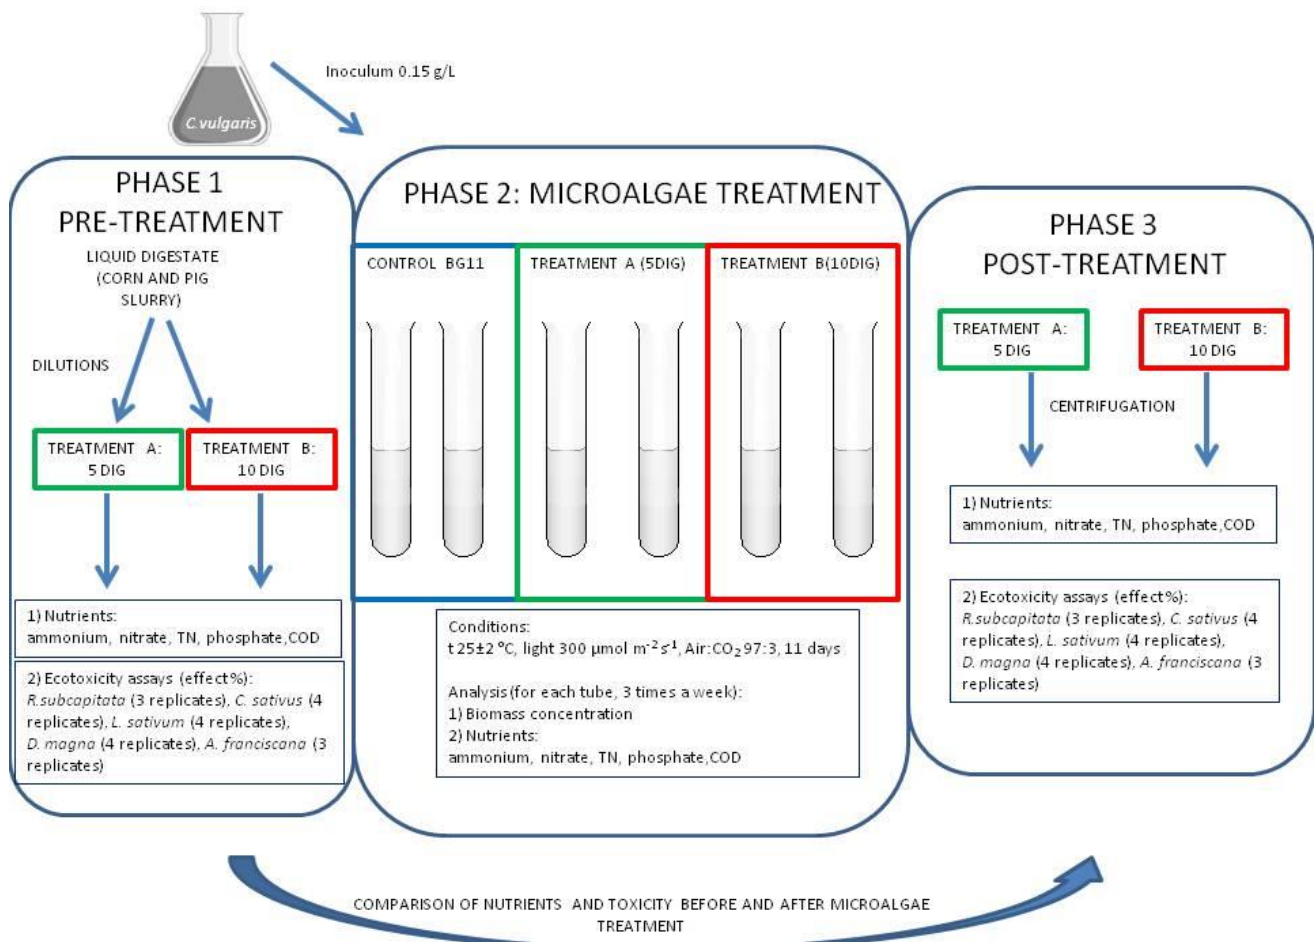 C.vulgaris
Inoculum 0.15 g/L
PHASE 1
PRE-TREATMENT
LIQUID DIGESTATE
(CORN AND PIG
SLURRY)
DILUTIONS
TREATMENT A:
5 DIG
TREATMENT B:
10 DIG
1) Nutrients:
ammonium, nitrate, TN, phosphate,COD
2) Ecotoxicity assays (effect%):
R.subcapitata (3 replicates), C. sativus (4
replicates), L. sativum (4 replicates),
D. magna (4 replicates), A. franciscana (3
replicates)
PHASE 2: MICROALGAE TREATMENT
CONTROL BG11
TREATMENT A (5DIG)
TREATMENT B(10DIG)
Conditions:
t 25±2 °C, light 300 µmol m⁻² s⁻¹, Air:CO₂ 97:3, 11 days
Analysis (for each tube, 3 times a week):
1) Biomass concentration
2) Nutrients:
ammonium, nitrate, TN, phosphate,COD
PHASE 3
POST-TREATMENT
TREATMENT A:
5 DIG
TREATMENT B:
10 DIG
CENTRIFUGATION
1) Nutrients:
ammonium, nitrate, TN, phosphate,COD
2) Ecotoxicity assays (effect%):
R.subcapitata (3 replicates), C. sativus (4
replicates), L. sativum (4 replicates),
D. magna (4 replicates), A. franciscana (3
replicates)
COMPARISON OF NUTRIENTS AND TOXICITY BEFORE AND AFTER MICROALGAE
TREATMENT